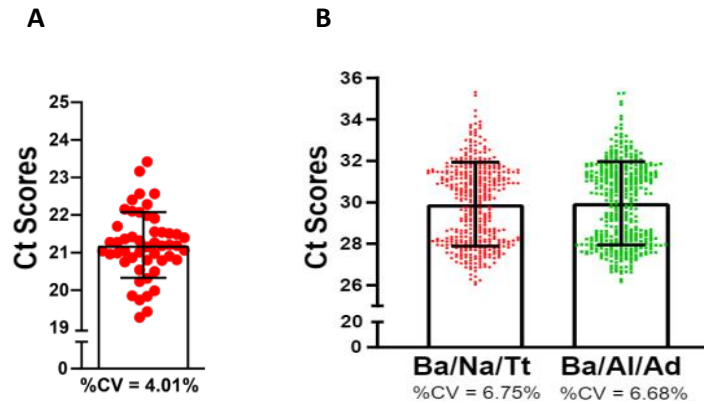 A
B
Ct Scores
25
24
23
22
21
20
19
0
%CV = 4.01%
Ct Scores
36
34
32
30
28
26
20
0
Ba/Na/Tt
Ba/Al/Ad
%CV = 6.75%
%CV = 6.68%